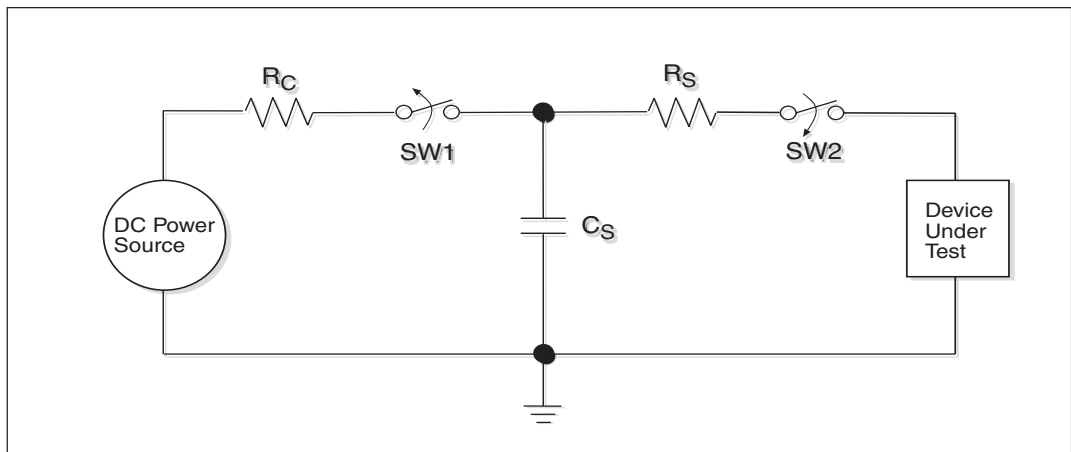 RC
RS
SW1
SW2
DC Power
Source
CS
Device
Under
Test